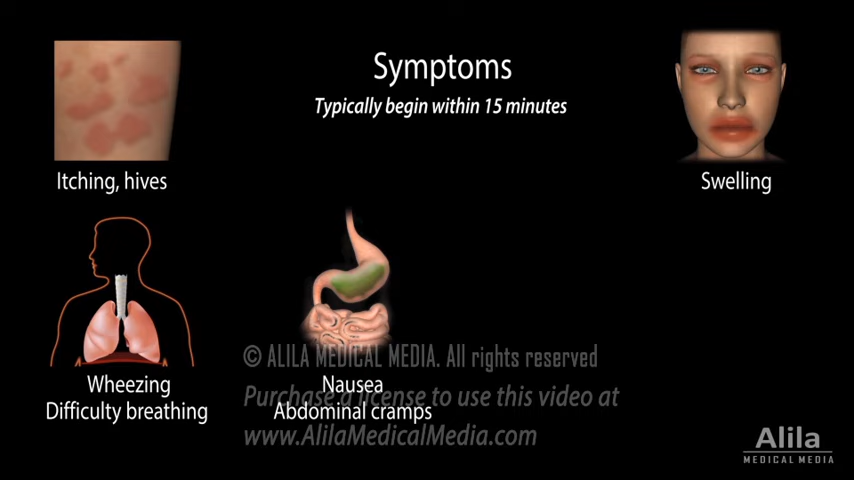 Symptoms
Typically begin within 15 minutes
Itching, hives
Swelling
Wheezing
Difficulty breathing
Nausea
Abdominal cramps
© ALILA MEDICAL MEDIA. All rights reserved
Purchase a license to use this video at
www.AlilaMedicalMedia.com
Alila
MEDICAL MEDIA